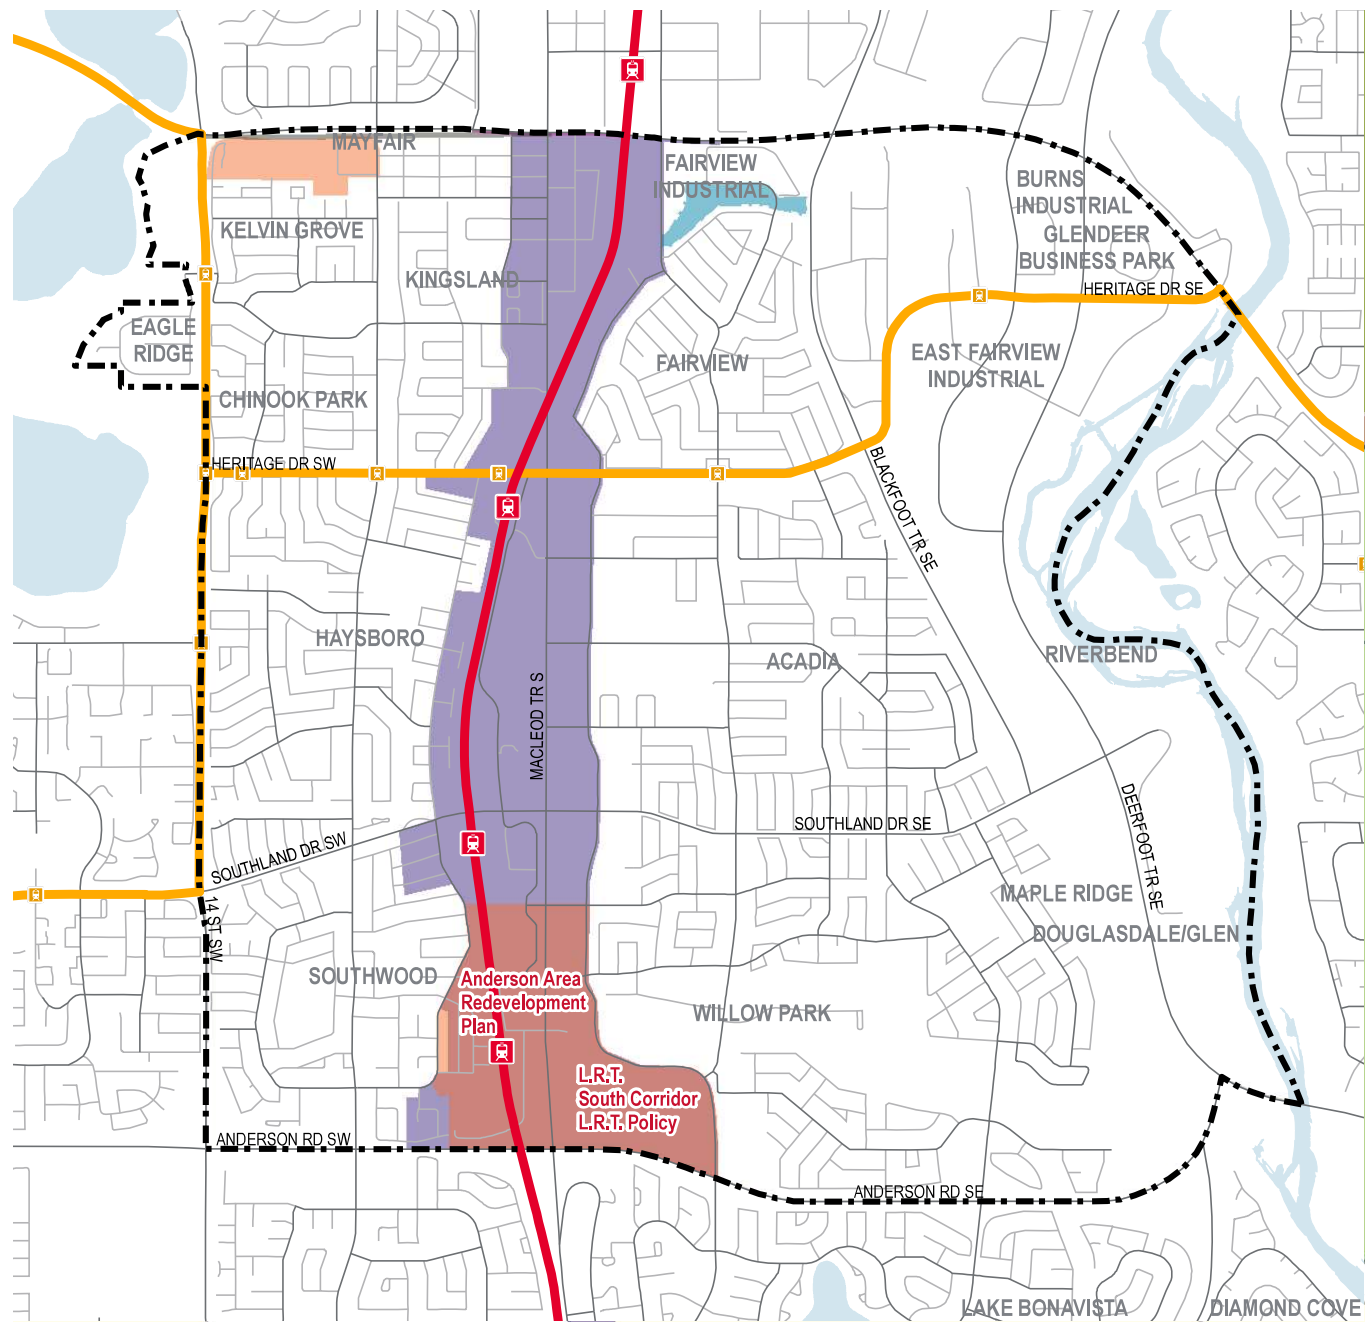 MAYFAIR
FAIRVIEW
INDUSTRIAL
BURNS
INDUSTRIAL
GLENDEER
BUSINESS PARK
KELVIN GROVE
KINGSLAND
HERITAGE DR SE
EAGLE
RIDGE
FAIRVIEW
EAST FAIRVIEW
INDUSTRIAL
CHINOOK PARK
HERITAGE DR SW
BLACKFOOT TR SE
HAYSBORO
ACADIA
RIVERBEND
MACLEOD TR S
SOUTHLAND DR SW
SOUTHLAND DR SE
DEERFOOT TR SE
14 ST SW
MAPLE RIDGE
DOUGLASDALE/GLEN
SOUTHWOOD
Anderson Area
Redevelopment
Plan
WILLOW PARK
L.R.T.
South Corridor
L.R.T. Policy
ANDERSON RD SW
ANDERSON RD SE
LAKE BONAVISTA
DIAMOND COVE